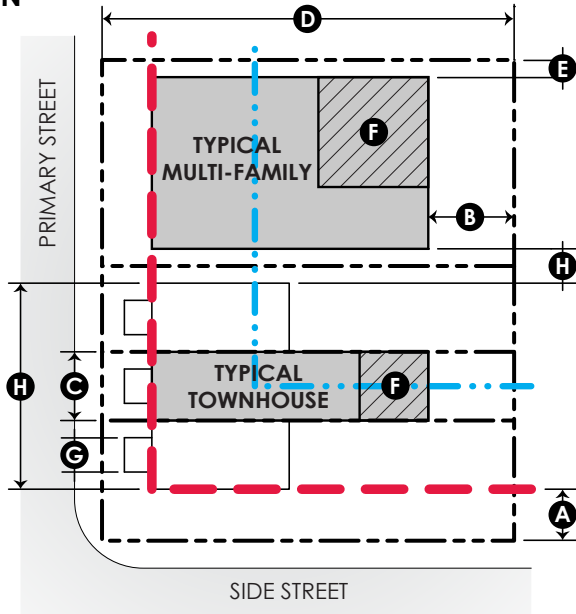 N
D
E
PRIMARY STREET
TYPICAL
MULTI-FAMILY
F
B
H
H
C
TYPICAL
TOWNHOUSE
F
G
A
SIDE STREET